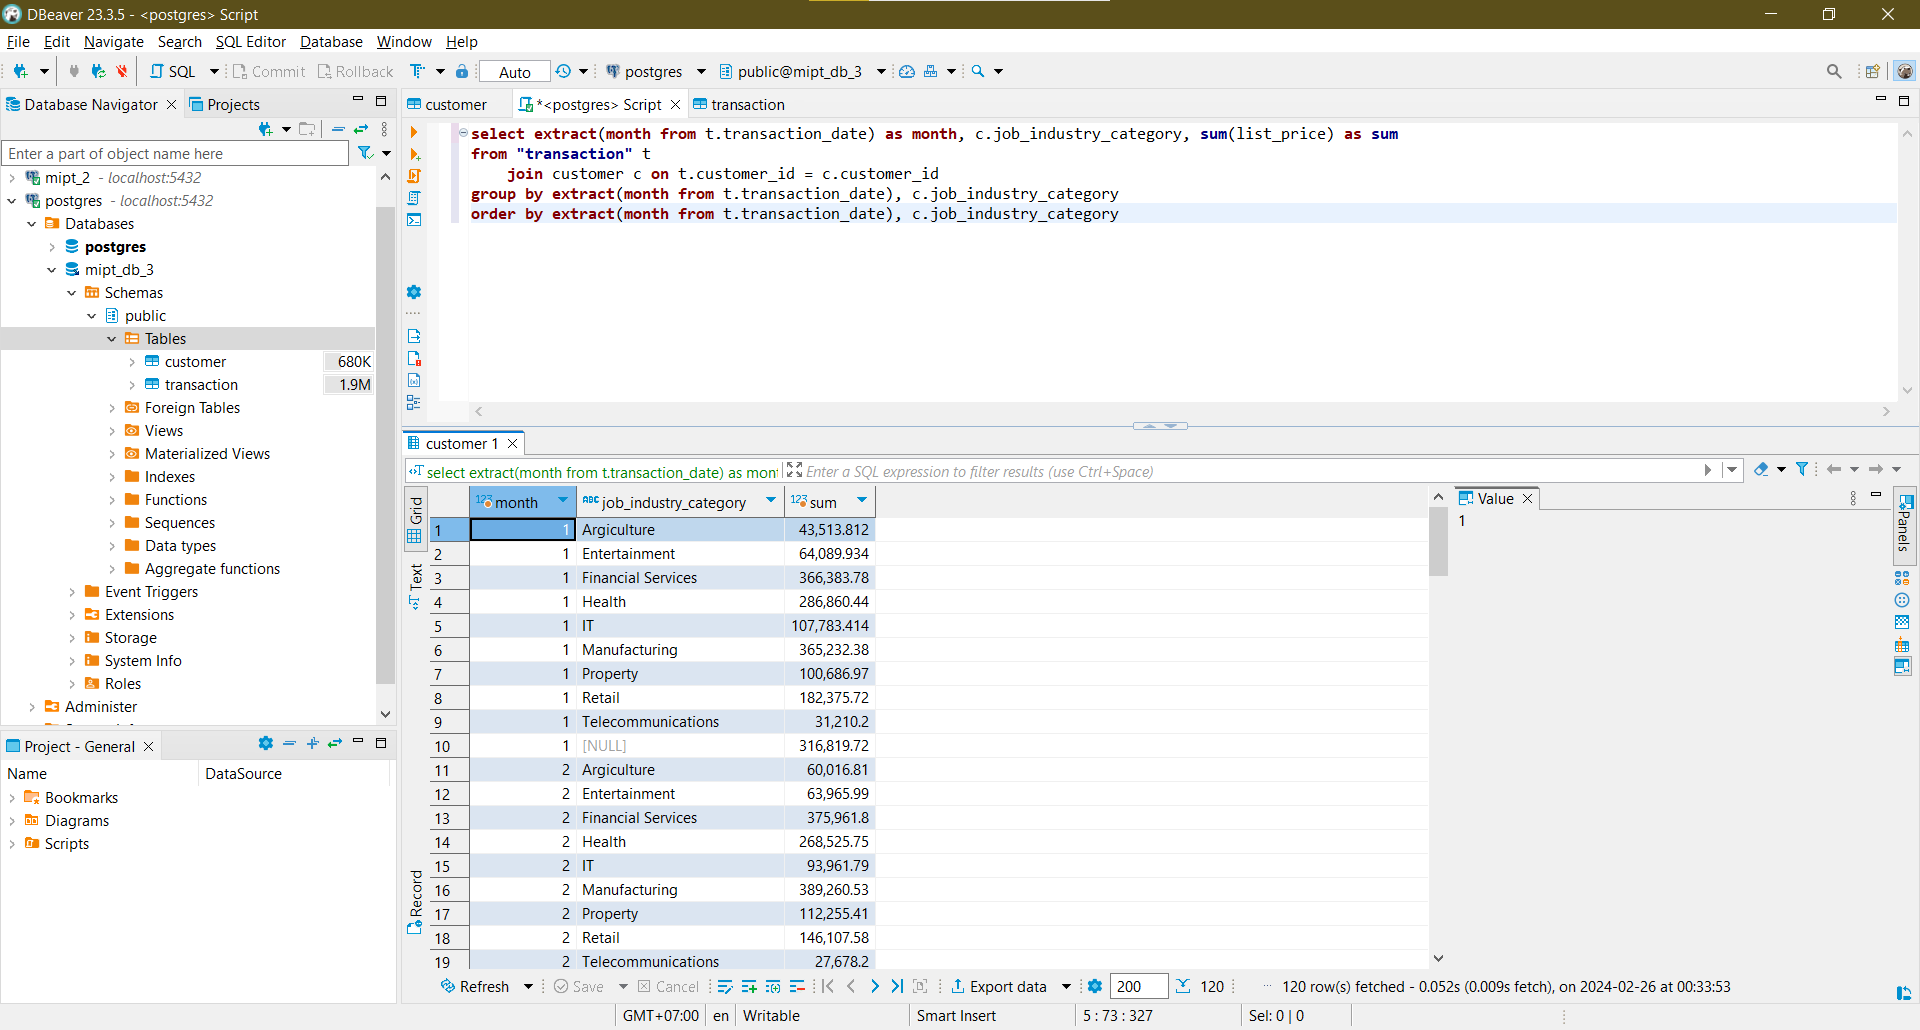 DBeaver 23.3.5 - <postgres> Script
File Edit Navigate Search SQL Editor Database Window Help
SQL Commit Rollback Auto postgres public@mipt_db_3
Database Navigator Projects
Enter a part of object name here
mipt_2 - localhost:5432
postgres - localhost:5432
Databases
postgres
mipt_db_3
Schemas
public
Tables
customer 680K
transaction 1.9M
Foreign Tables
Views
Materialized Views
Indexes
Functions
Sequences
Data types
Aggregate functions
Event Triggers
Extensions
Storage
System Info
Roles
Administer
Project - General
Name DataSource
Bookmarks
Diagrams
Scripts
customer *<postgres> Script transaction
select extract(month from t.transaction_date) as month, c.job_industry_category, sum(list_price) as sum
from "transaction" t
join customer c on t.customer_id = c.customer_id
group by extract(month from t.transaction_date), c.job_industry_category
order by extract(month from t.transaction_date), c.job_industry_category
customer 1
select extract(month from t.transaction_date) as mon Enter a SQL expression to filter results (use Ctrl+Space)
Grid
Text
Record
123 month ABC job_industry_category 123 sum
1 1 Argiculture 43,513.812
2 1 Entertainment 64,089.934
3 1 Financial Services 366,383.78
4 1 Health 286,860.44
5 1 IT 107,783.414
6 1 Manufacturing 365,232.38
7 1 Property 100,686.97
8 1 Retail 182,375.72
9 1 Telecommunications 31,210.2
10 1 [NULL] 316,819.72
11 2 Argiculture 60,016.81
12 2 Entertainment 63,965.99
13 2 Financial Services 375,961.8
14 2 Health 268,525.75
15 2 IT 93,961.79
16 2 Manufacturing 389,260.53
17 2 Property 112,255.41
18 2 Retail 146,107.58
19 2 Telecommunications 27,678.2
Value
1
Panels
Refresh Save Cancel Export data 200 120 120 row(s) fetched - 0.052s (0.009s fetch), on 2024-02-26 at 00:33:53
GMT+07:00 en Writable Smart Insert 5 : 73 : 327 Sel: 0 | 0